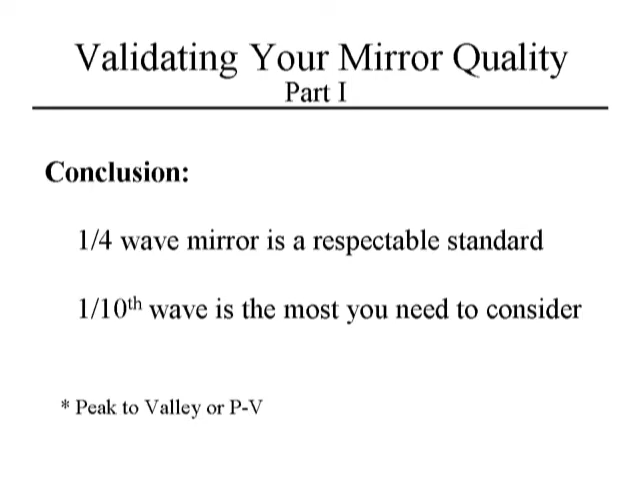 Validating Your Mirror Quality
Part I
Conclusion:
1/4 wave mirror is a respectable standard
1/10th wave is the most you need to consider
* Peak to Valley or P-V